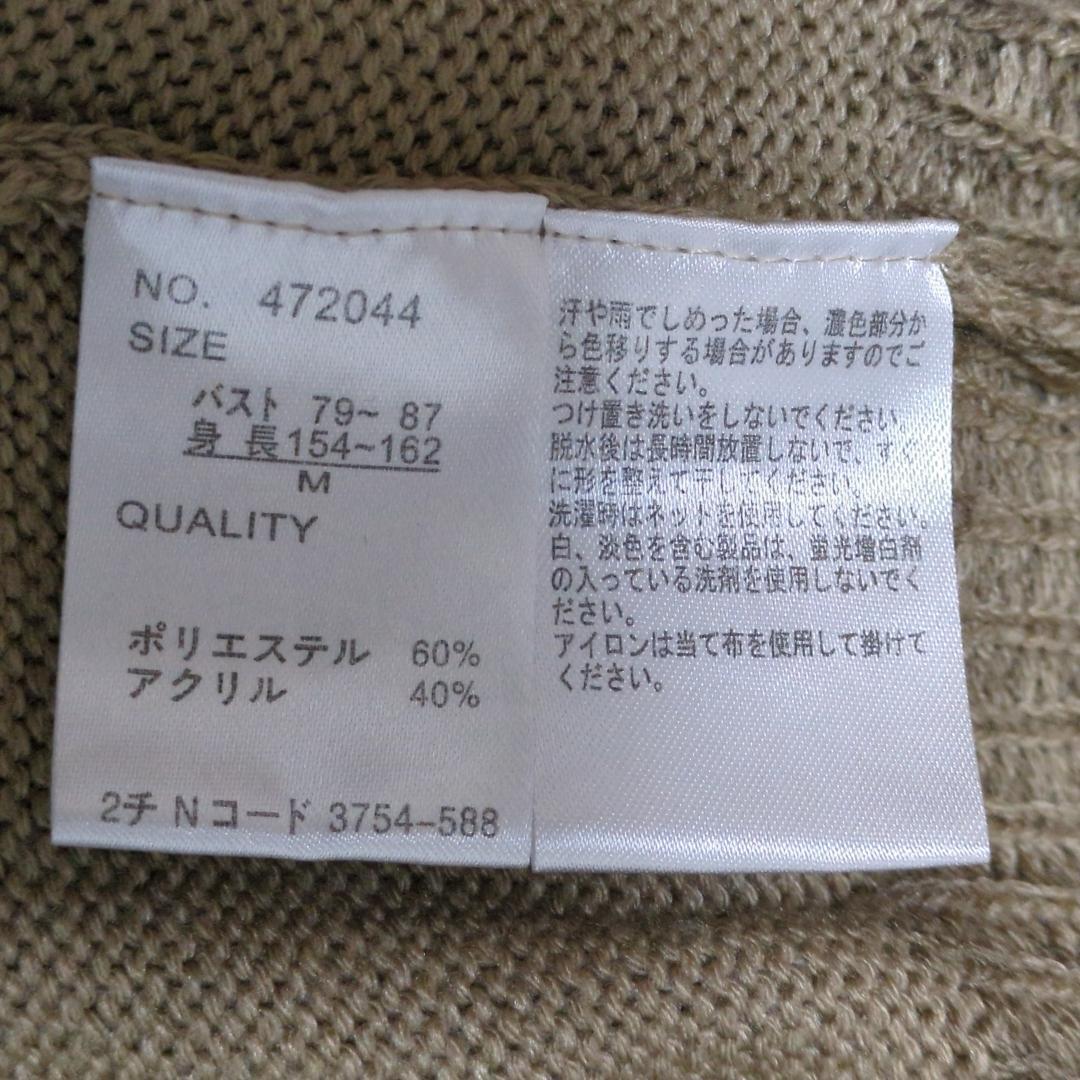 NO. 472044
SIZE
バスト 79~ 87
身 長154~162
M
QUALITY
ポリエステル 60%
アクリル 40%
2チ Nコード 3754-588
汗や雨でしめった場合、濃色部分か
ら色移りする場合がありますのでご
注意ください。
つけ置き洗いをしないでください
脱水後は長時間放置しないで、すぐ
に形を整えて干してください。
洗濯時はネットを使用してください。
白、淡色を含む製品は、蛍光増白剤
の入っている洗剤を使用しないでく
ださい。
アイロンは当て布を使用して掛けて
ください。